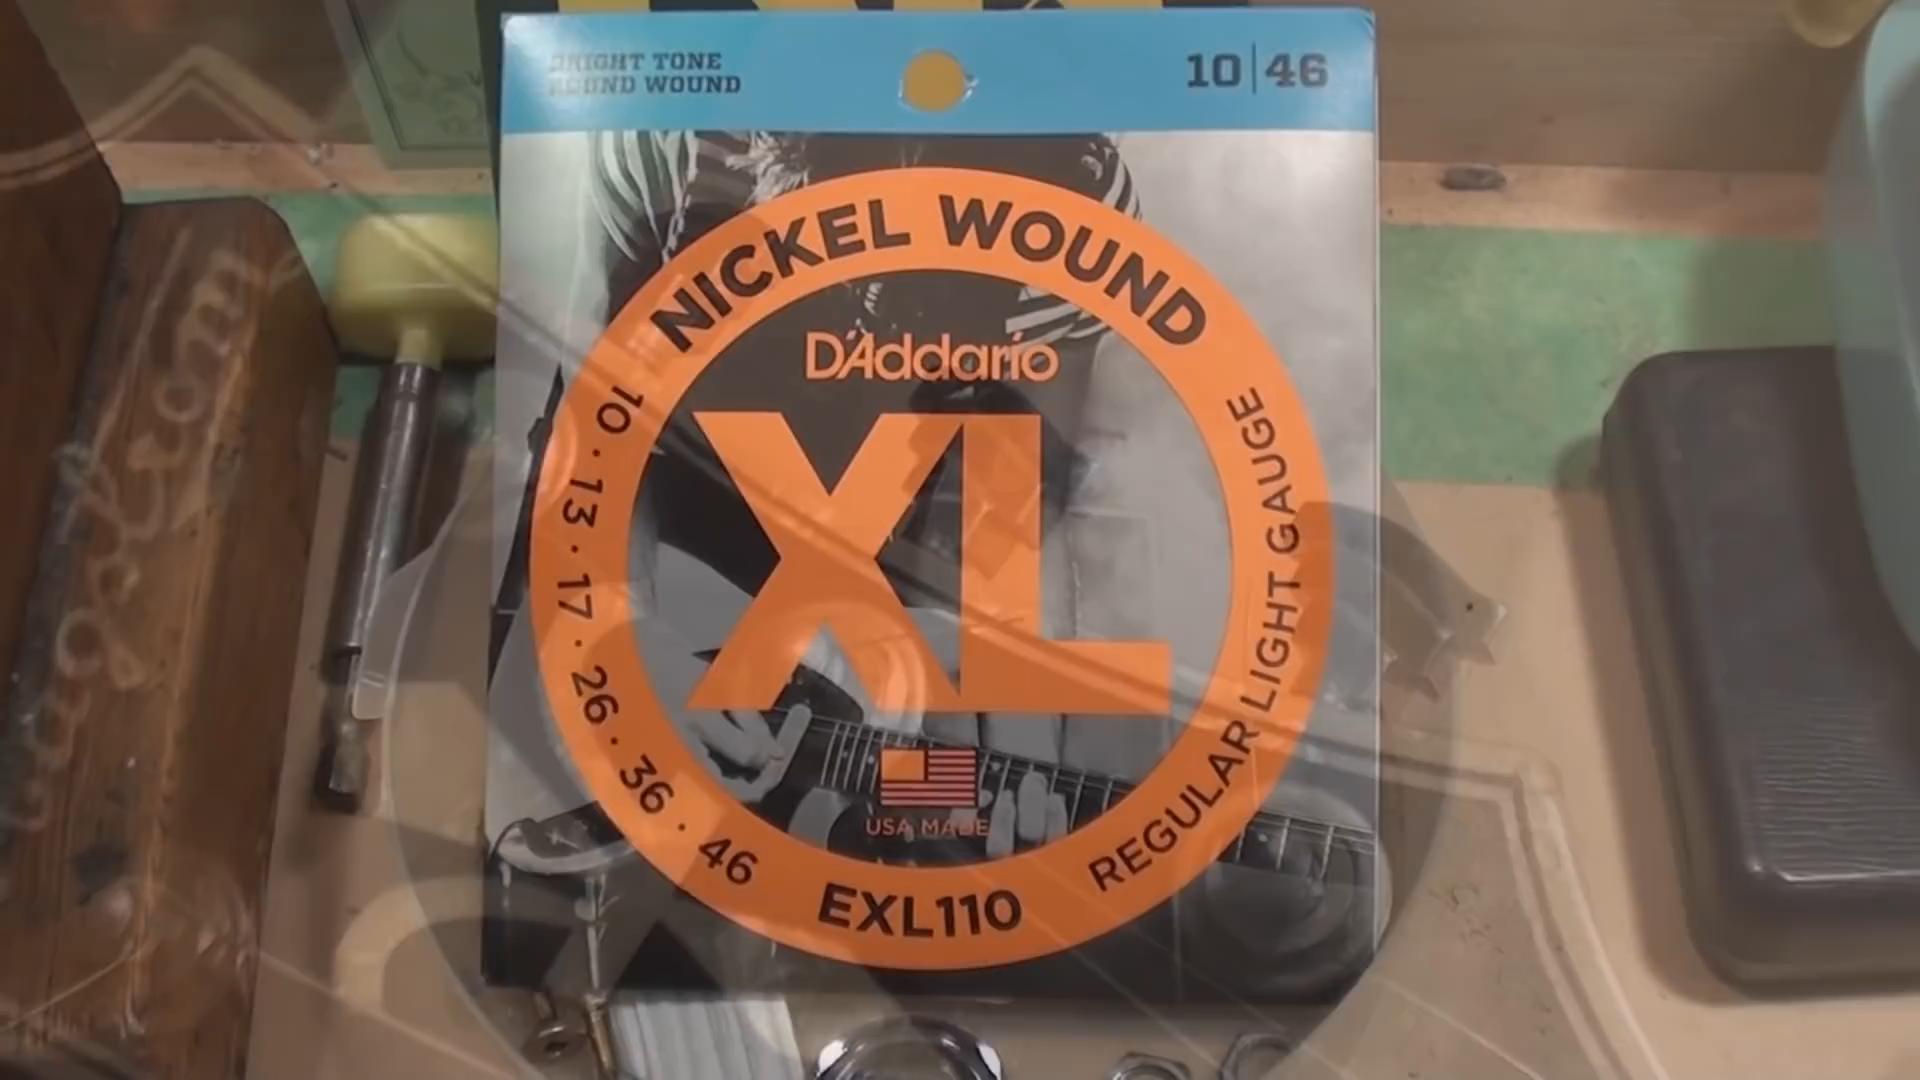 BRIGHT TONE
ROUND WOUND
10|46
NICKEL WOUND
D'Addario
XL
10 · 13 · 17 · 26 · 36 · 46
REGULAR LIGHT GAUGE
USA MADE
EXL110